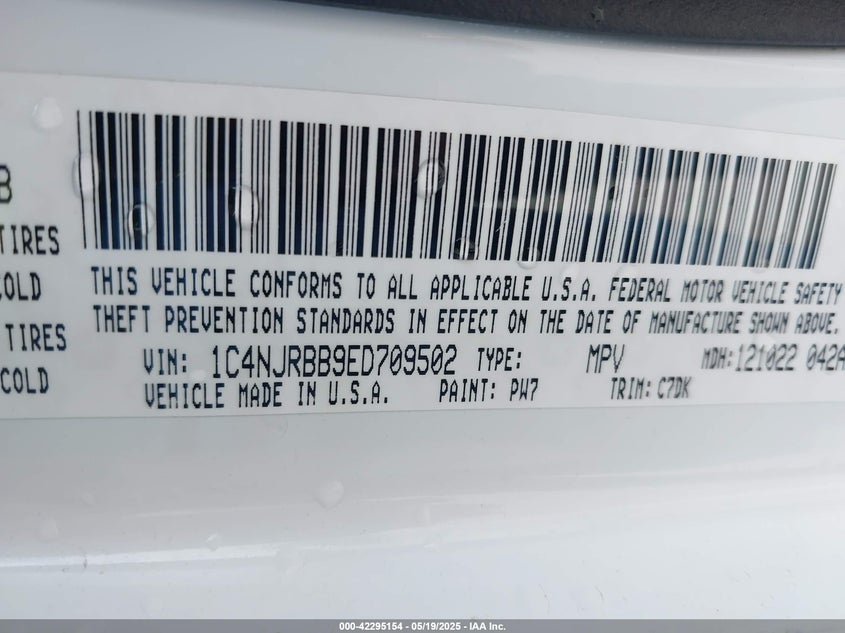 B
TIRES
COLD
TIRES
COLD
THIS VEHICLE CONFORMS TO ALL APPLICABLE U.S.A. FEDERAL MOTOR VEHICLE SAFETY
THEFT PREVENTION STANDARDS IN EFFECT ON THE DATE OF MANUFACTURE SHOWN ABOVE.
VIN: 1C4NJRBB9ED709502 TYPE: MPV MDH:121022 042A
VEHICLE MADE IN U.S.A. PAINT: PW7 TRIM: C7DK
000-42295154 - 05/19/2025 - IAA Inc.